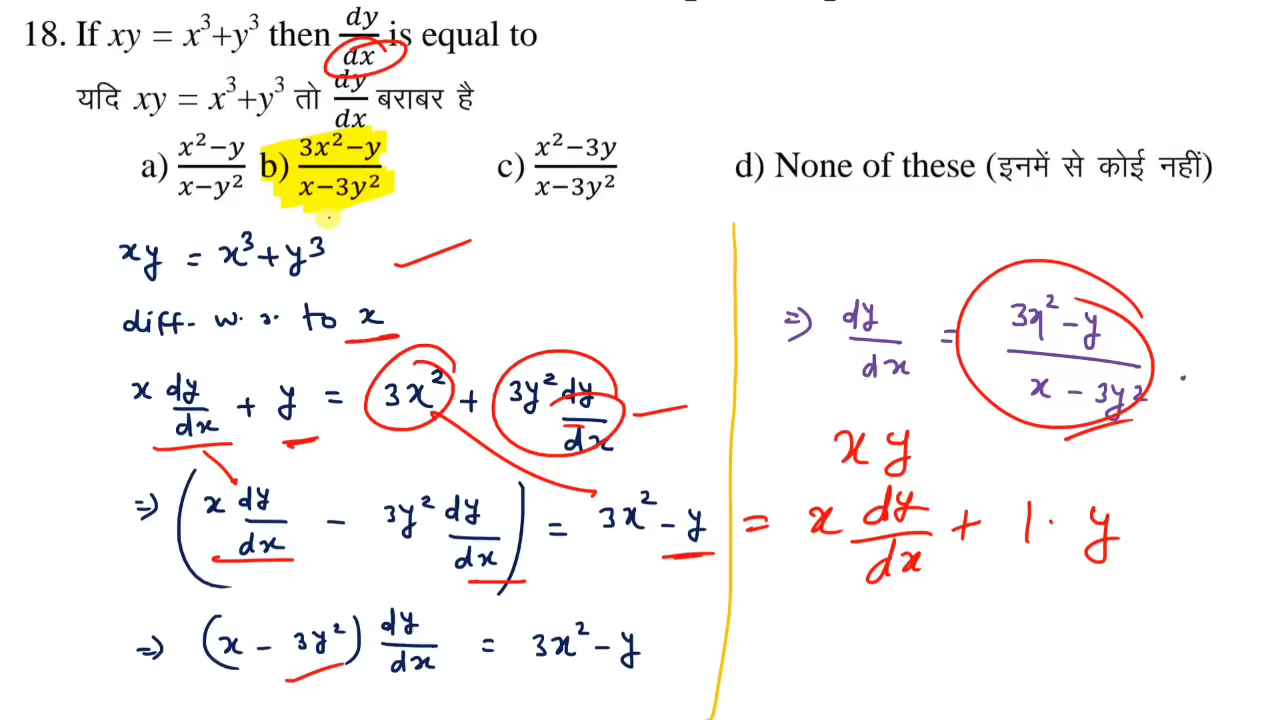 18. If xy = x³+y³ then dy/dx is equal to
यदि xy = x³+y³ तो dy/dx बराबर है
a) x²−y/x−y² b) 3x²−y/x−3y² c) x²−3y/x−3y² d) None of these (इनमें से कोई नहीं)
xy = x³+y³
diff- w. r. to x
x dy/dx + y = 3x² + 3y² dy/dx
⇒ (x dy/dx − 3y² dy/dx) = 3x² − y
⇒ (x − 3y²) dy/dx = 3x² − y
⇒ dy/dx = 3x² − y/x − 3y² .
xy
= x dy/dx + 1 · y